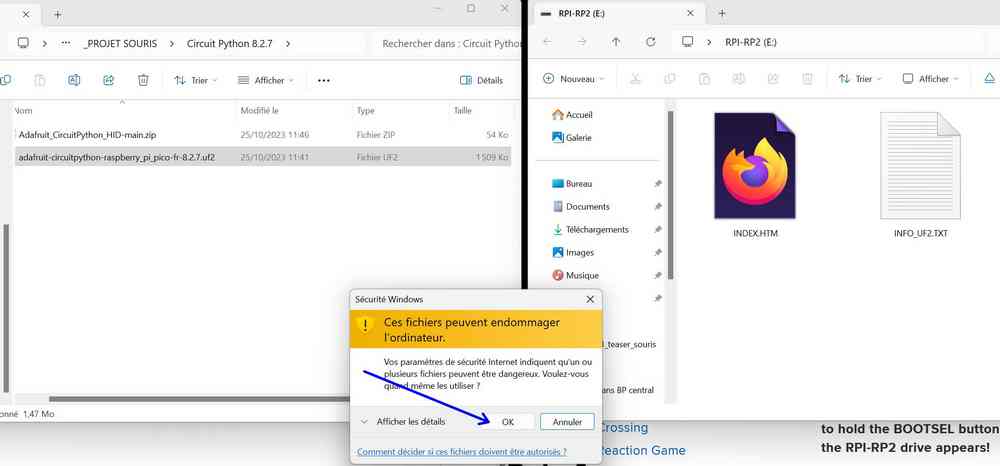 RPI-RP2 (E:)
_PROJET SOURIS
Circuit Python 8.2.7
Rechercher dans : Circuit Python
RPI-RP2 (E:)
Trier
Afficher
Détails
Nouveau
Trier
Afficher
Nom
Modifié le
Type
Taille
Adafruit_CircuitPython_HID-main.zip
25/10/2023 11:46
Fichier ZIP
54 Ko
adafruit-circuitpython-raspberry_pi_pico-fr-8.2.7.uf2
25/10/2023 11:41
Fichier UF2
1 509 Ko
Accueil
Galerie
Bureau
Documents
Téléchargements
Images
Musique
_teaser_souris
ans BP central
INDEX.HTM
INFO_UF2.TXT
Sécurité Windows
Ces fichiers peuvent endommager
l'ordinateur.
Vos paramètres de sécurité Internet indiquent qu'un ou
plusieurs fichiers peuvent être dangereux. Voulez-vous
quand même les utiliser ?
Afficher les détails
OK
Annuler
Comment décider si ces fichiers doivent être autorisés ?
onné 1,47 Mo
Crossing
Reaction Game
to hold the BOOTSEL button
the RPI-RP2 drive appears!